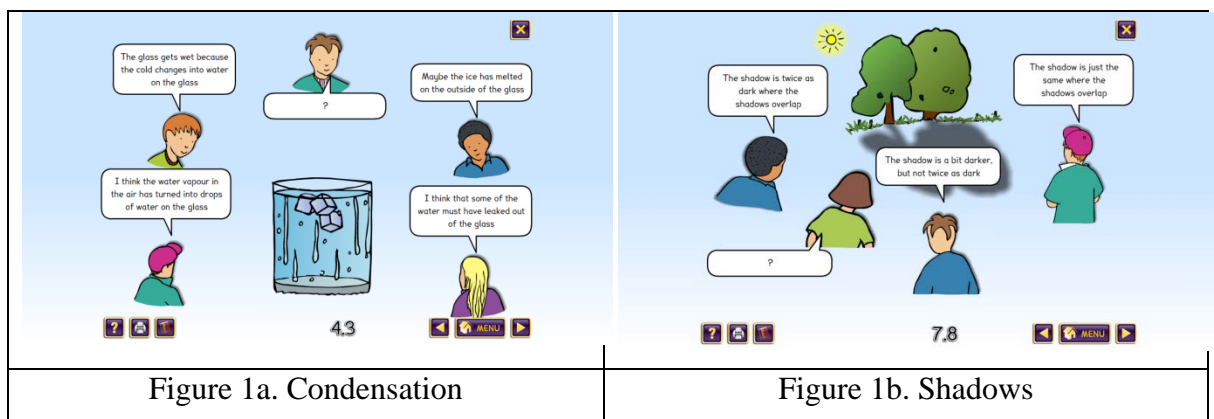 The glass gets wet because
the cold changes into water
on the glass
?
Maybe the ice has melted
on the outside of the glass
I think the water vapour in
the air has turned into drops
of water on the glass
I think that some of the
water must have leaked out
of the glass
?
4.3
MENU
Figure 1a. Condensation
The shadow is twice as
dark where the
shadows overlap
The shadow is just the
same where the
shadows overlap
The shadow is a bit darker,
but not twice as dark
?
?
7.8
MENU
Figure 1b. Shadows